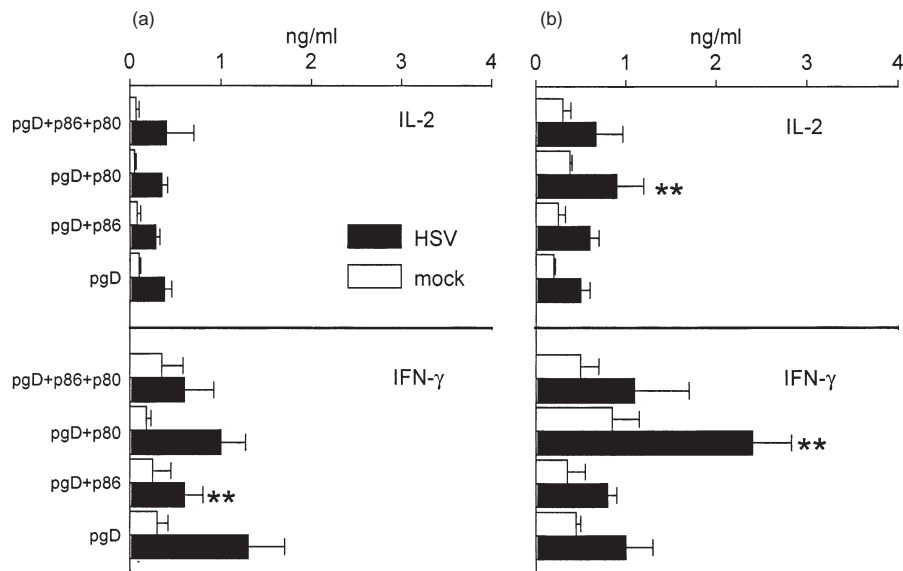 (a)
ng/ml
0 1 2 3 4
pgD+p86+p80
pgD+p80
pgD+p86
pgD
IL-2
HSV
mock
pgD+p86+p80
pgD+p80
pgD+p86
pgD
IFN-γ
**
(b)
ng/ml
0 1 2 3 4
IL-2
**
IFN-γ
**